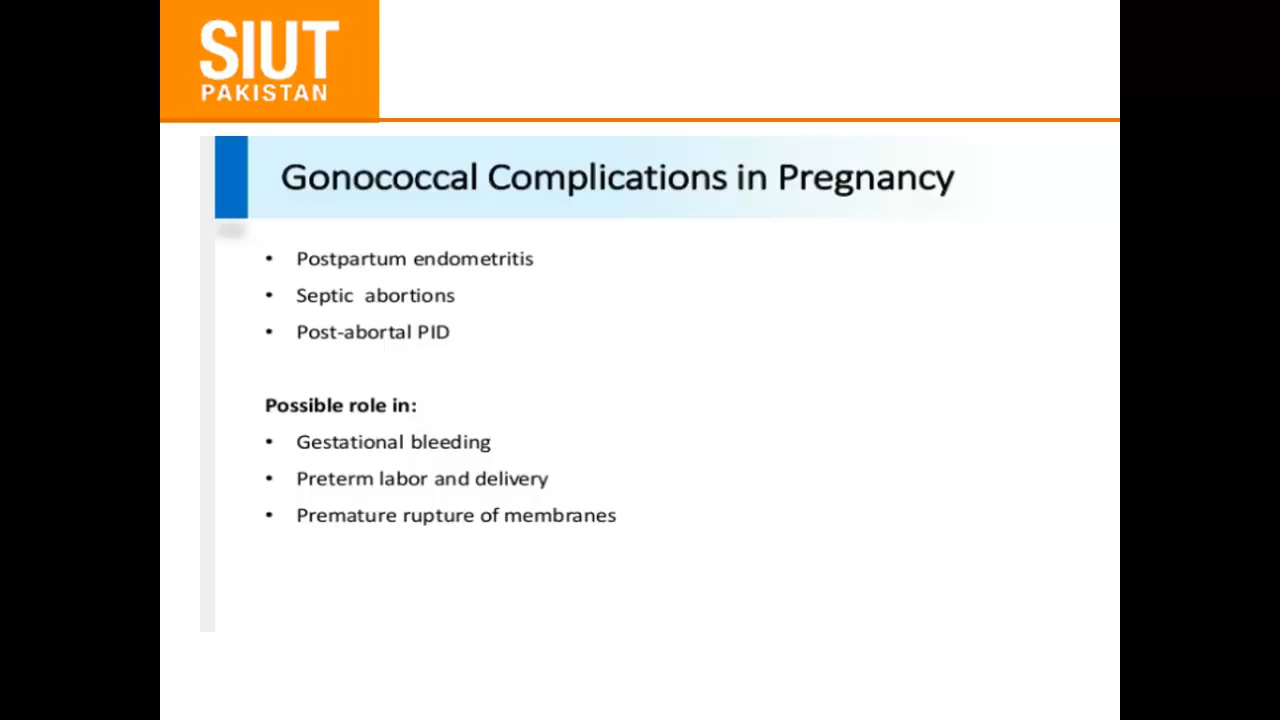 SIUT
PAKISTAN
Gonococcal Complications in Pregnancy
• Postpartum endometritis
• Septic abortions
• Post-abortal PID
Possible role in:
• Gestational bleeding
• Preterm labor and delivery
• Premature rupture of membranes